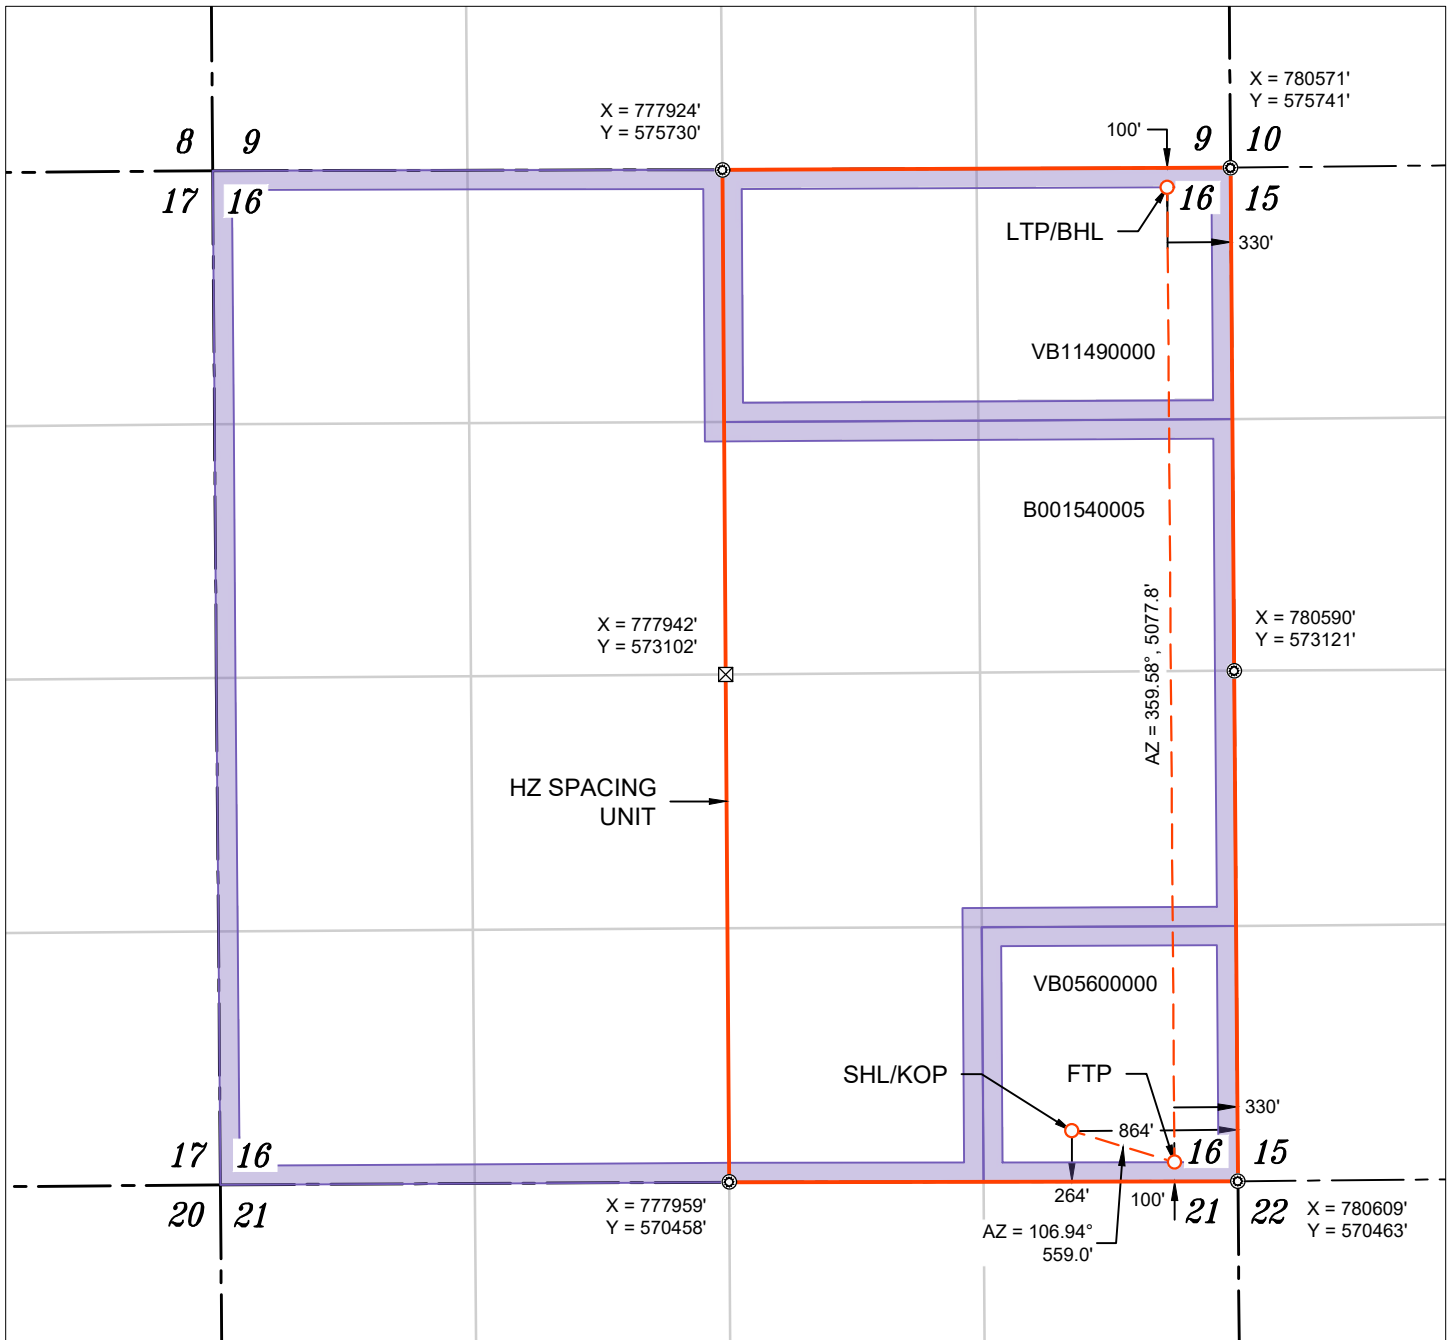 X = 780571'
Y = 575741'
X = 777924'
Y = 575730'
100'
8 9
9 10
17 16
16 15
LTP/BHL
330'
VB11490000
B001540005
AZ = 359.58°, 5077.8'
X = 777942'
Y = 573102'
X = 780590'
Y = 573121'
HZ SPACING
UNIT
VB05600000
SHL/KOP
FTP
330'
864'
17 16
16 15
264'
100'
20 21
21 22
X = 777959'
Y = 570458'
AZ = 106.94°
559.0'
X = 780609'
Y = 570463'